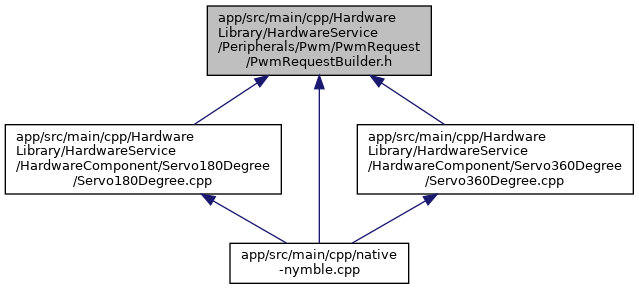 app/src/main/cpp/Hardware
Library/HardwareService
/Peripherals/Pwm/PwmRequest
/PwmRequestBuilder.h
app/src/main/cpp/Hardware
Library/HardwareService
/HardwareComponent/Servo180Degree
/Servo180Degree.cpp
app/src/main/cpp/Hardware
Library/HardwareService
/HardwareComponent/Servo360Degree
/Servo360Degree.cpp
app/src/main/cpp/native
-nymble.cpp